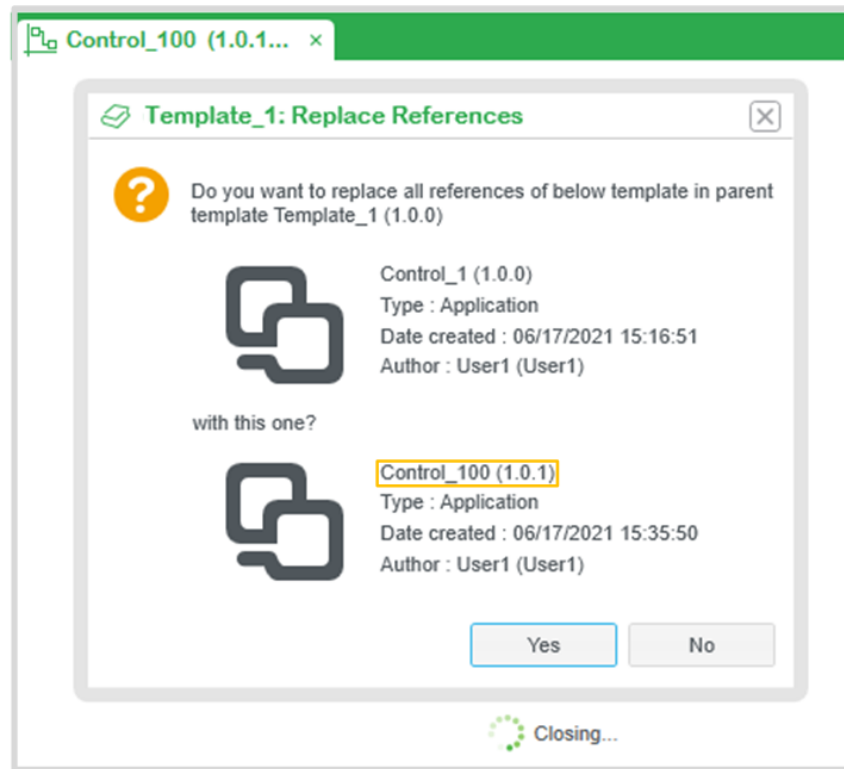 Control_100 (1.0.1... ×
Template_1: Replace References
?
Do you want to replace all references of below template in parent
template Template_1 (1.0.0)
Control_1 (1.0.0)
Type : Application
Date created : 06/17/2021 15:16:51
Author : User1 (User1)
with this one?
Control_100 (1.0.1)
Type : Application
Date created : 06/17/2021 15:35:50
Author : User1 (User1)
Yes
No
Closing...